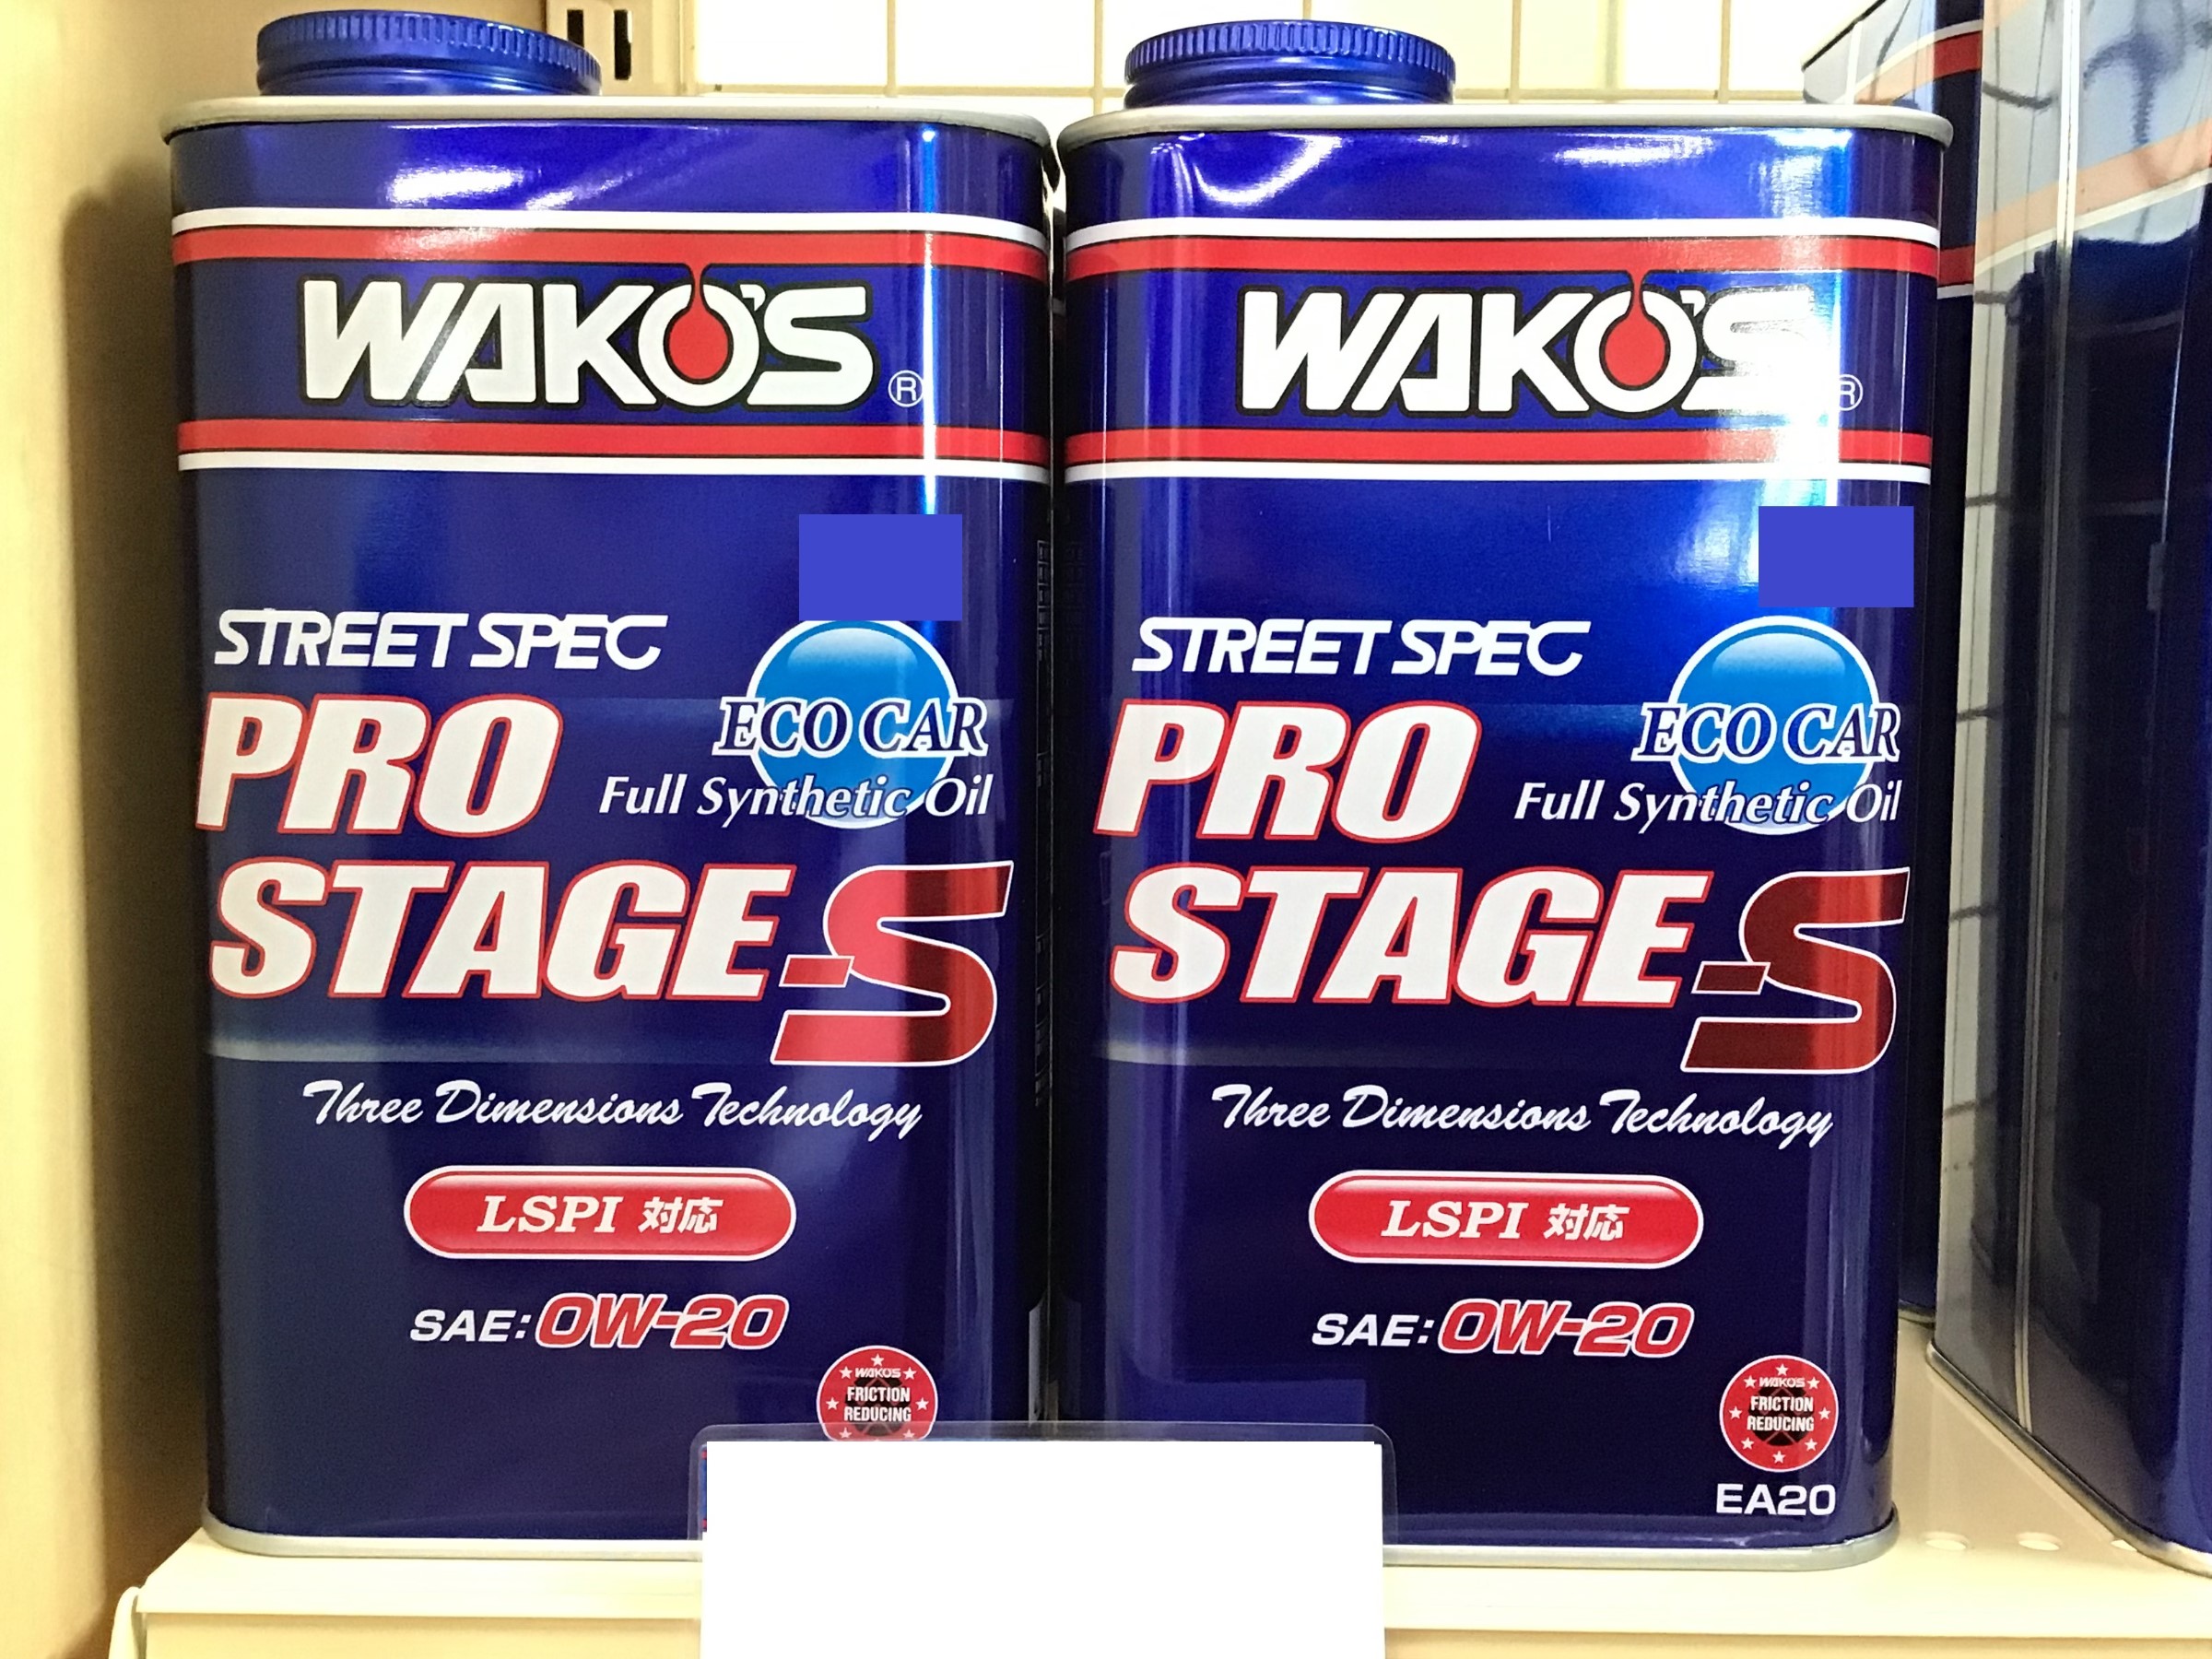 WAKO'S ®
STREET SPEC
ECO CAR
PRO
Full Synthetic Oil
STAGE-S
Three Dimensions Technology
LSPI 対応
SAE: 0W-20
WAKO'S
FRICTION
REDUCING
WAKO'S ®
STREET SPEC
ECO CAR
PRO
Full Synthetic Oil
STAGE-S
Three Dimensions Technology
LSPI 対応
SAE: 0W-20
WAKO'S
FRICTION
REDUCING
EA20